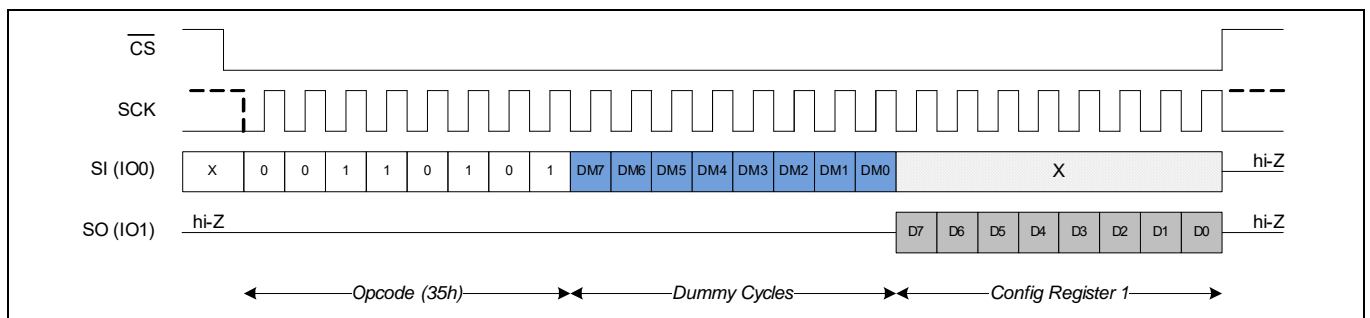 CS
SCK
SI (IO0) X 0 0 1 1 0 1 0 1 DM7 DM6 DM5 DM4 DM3 DM2 DM1 DM0 X hi-Z
SO (IO1) hi-Z D7 D6 D5 D4 D3 D2 D1 D0 hi-Z
Opcode (35h) Dummy Cycles Config Register 1